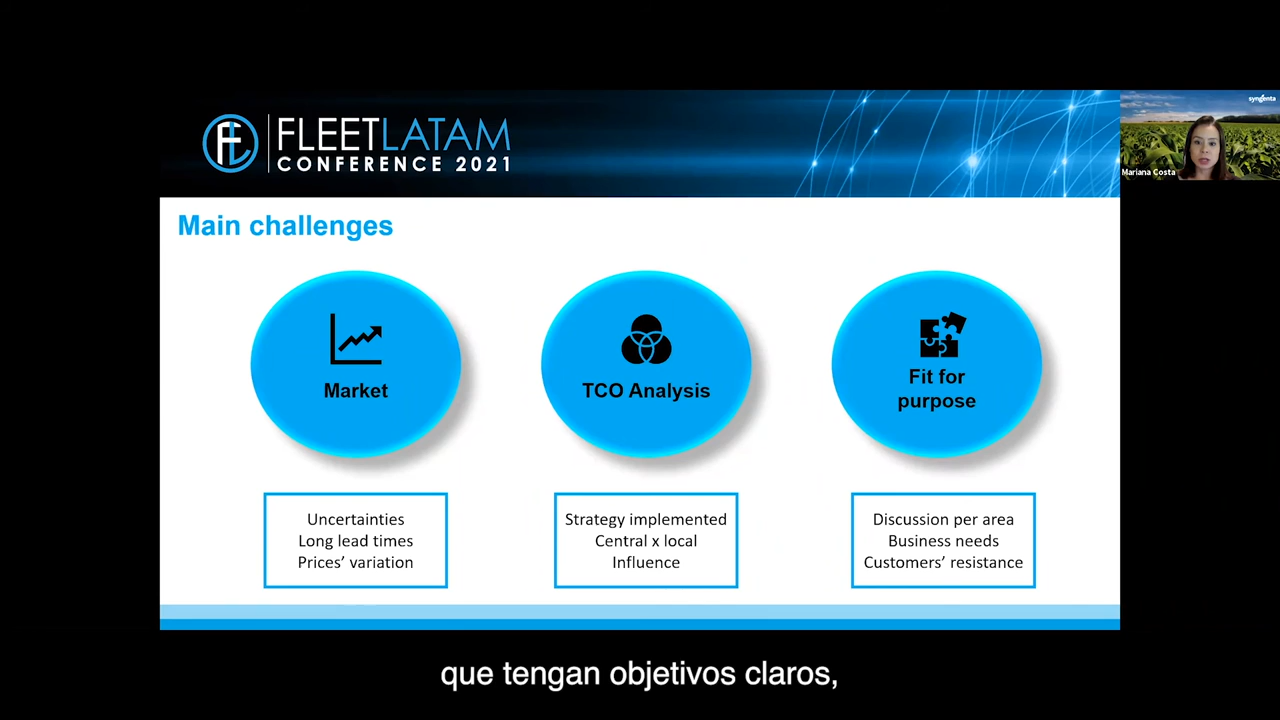 FLEETLATAM
CONFERENCE 2021
syngenta
Mariana Costa
Main challenges
Market
TCO Analysis
Fit for
purpose
Uncertainties
Long lead times
Prices’ variation
Strategy implemented
Central x local
Influence
Discussion per area
Business needs
Customers’ resistance
que tengan objetivos claros,